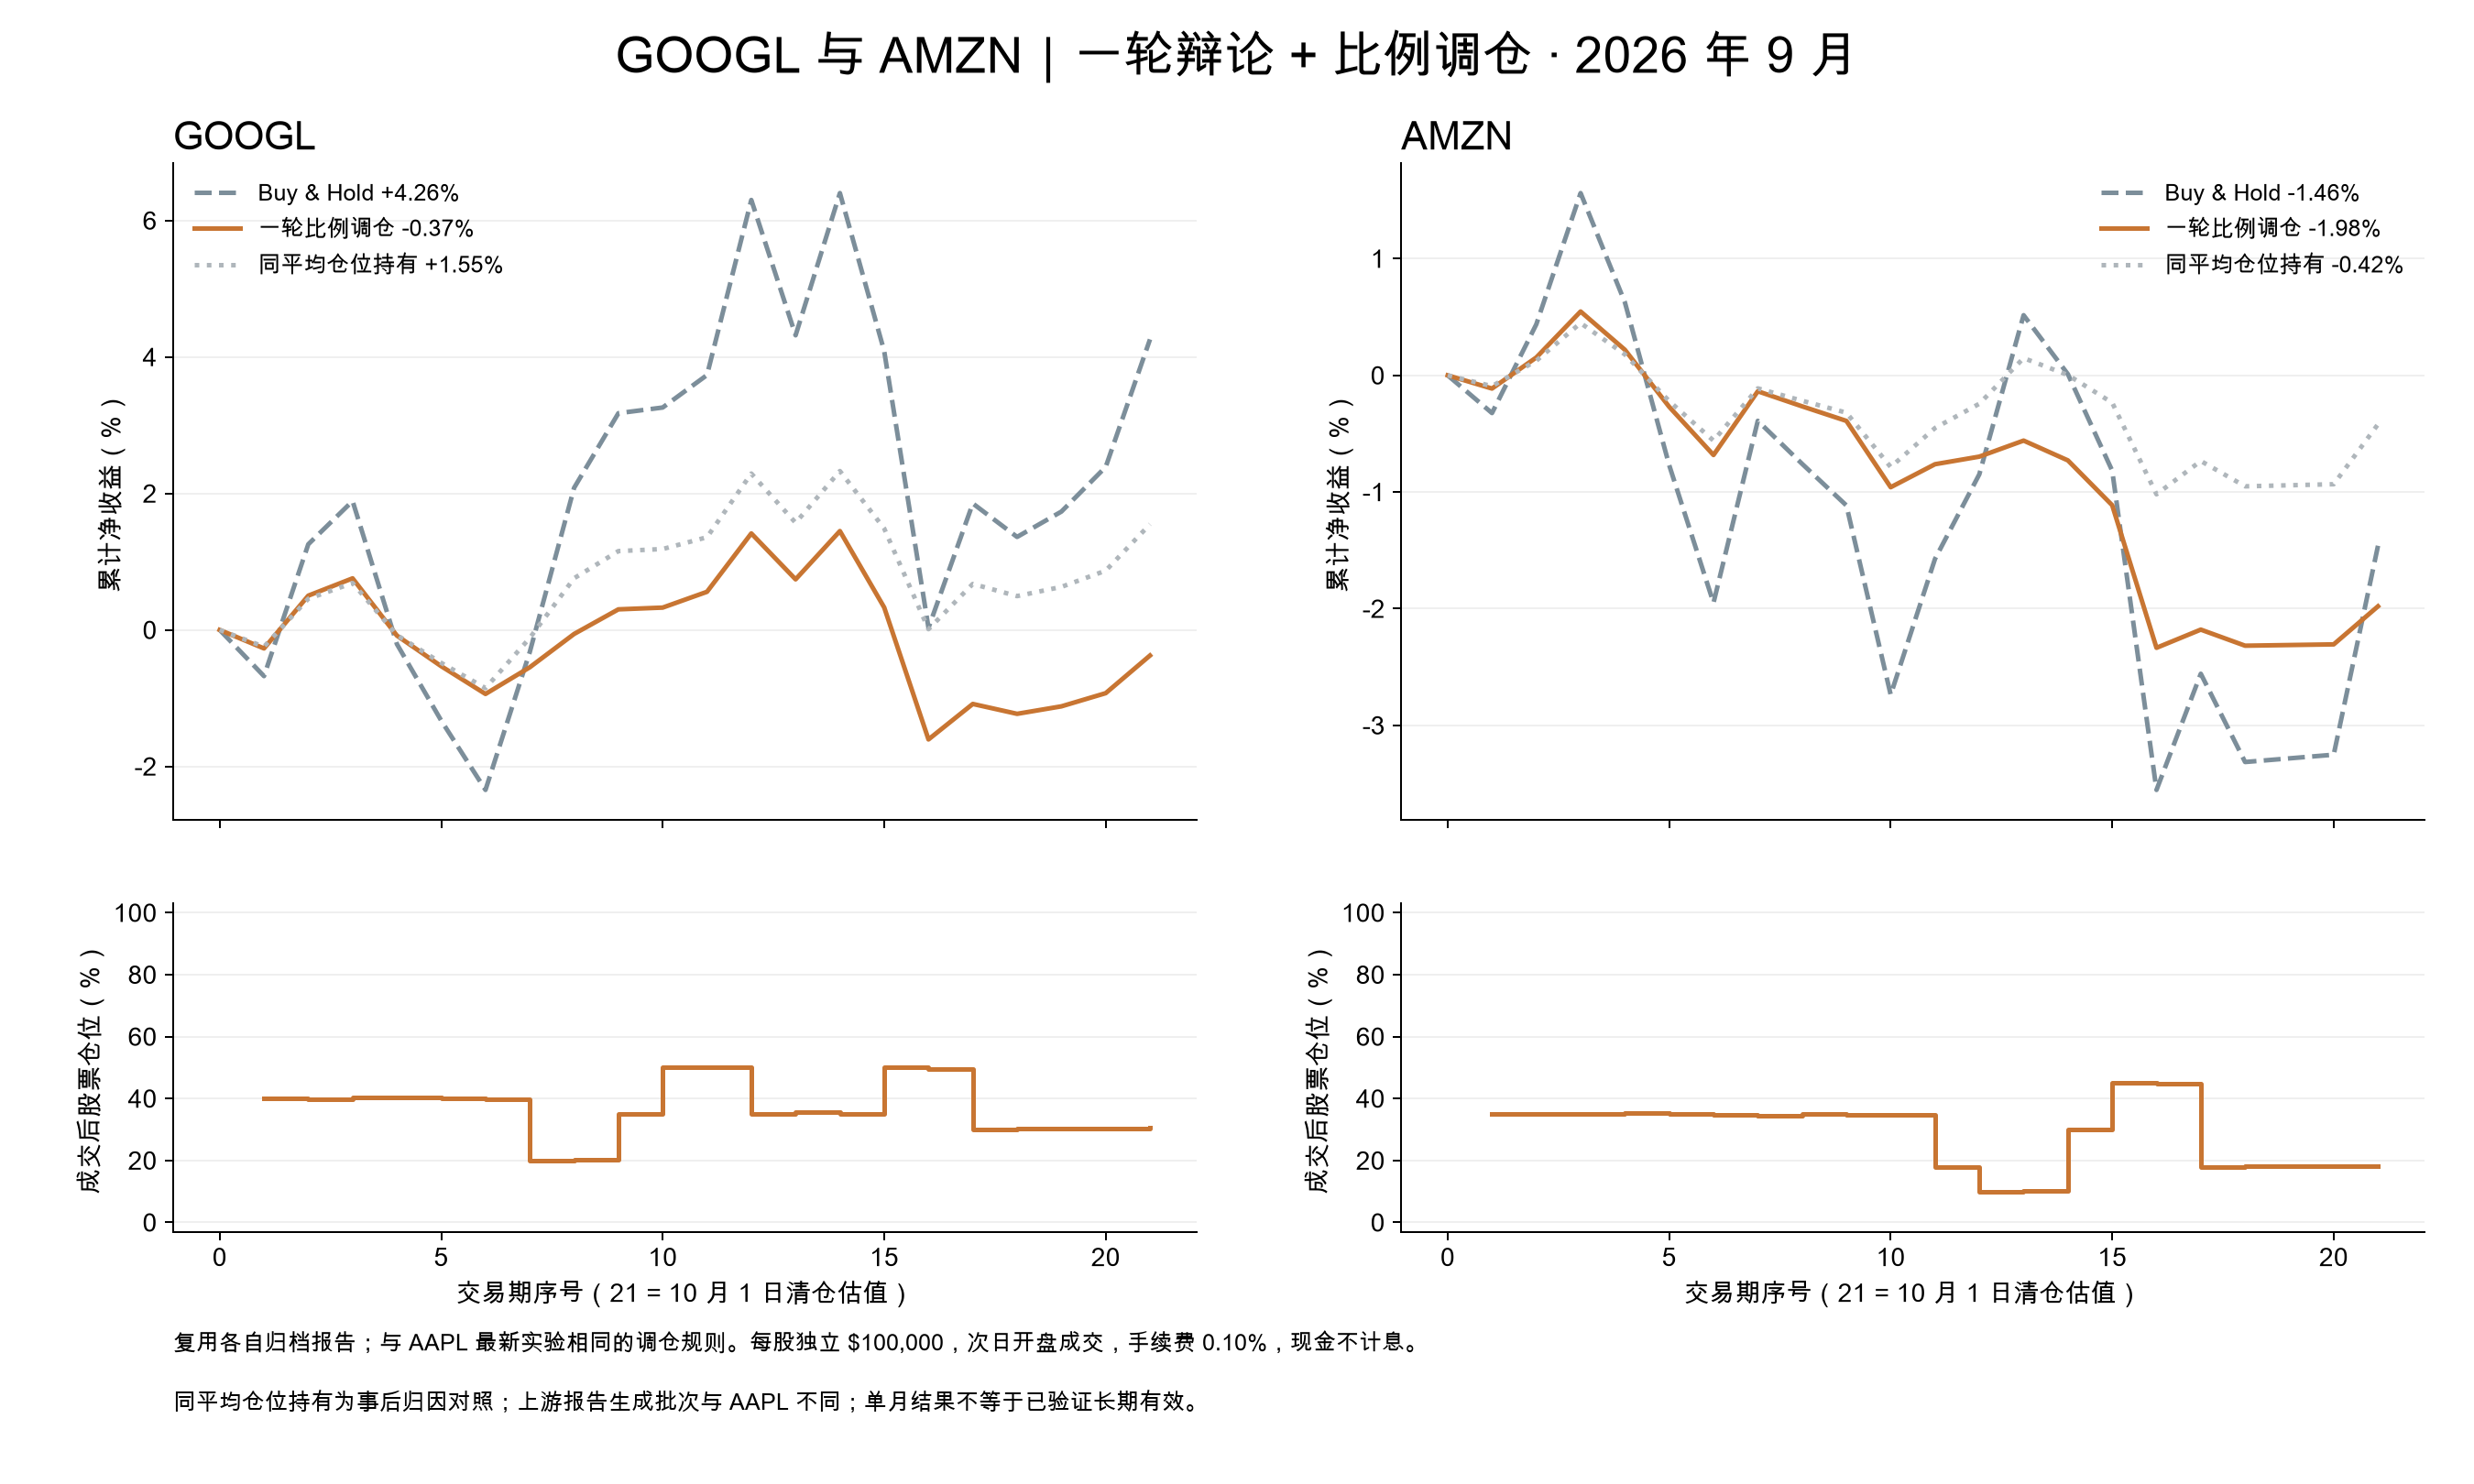 GOOGL 与 AMZN | 一轮辩论 + 比例调仓 · 2026 年 9 月
GOOGL
Buy & Hold +4.26%
一轮比例调仓 -0.37%
同平均仓位持有 +1.55%
累计净收益（%）
6
4
2
0
-2
AMZN
Buy & Hold -1.46%
一轮比例调仓 -1.98%
同平均仓位持有 -0.42%
累计净收益（%）
1
0
-1
-2
-3
成交后股票仓位（%）
100
80
60
40
20
0
0 5 10 15 20
交易期序号（21 = 10 月 1 日清仓估值）
成交后股票仓位（%）
100
80
60
40
20
0
0 5 10 15 20
交易期序号（21 = 10 月 1 日清仓估值）
复用各自归档报告；与 AAPL 最新实验相同的调仓规则。每股独立 $100,000，次日开盘成交，手续费 0.10%，现金不计息。
同平均仓位持有为事后归因对照；上游报告生成批次与 AAPL 不同；单月结果不等于已验证长期有效。